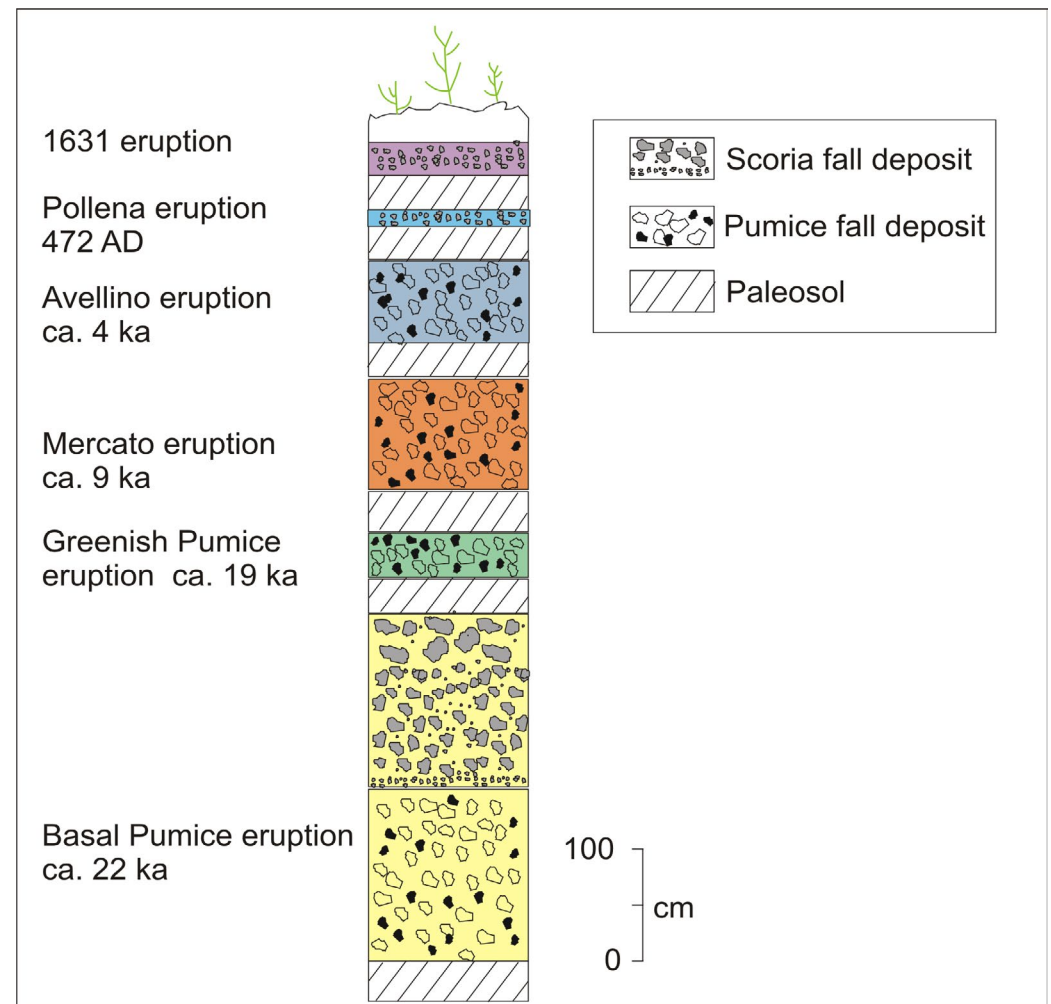 1631 eruption
Pollena eruption
472 AD
Avellino eruption
ca. 4 ka
Mercato eruption
ca. 9 ka
Greenish Pumice
eruption ca. 19 ka
Basal Pumice eruption
ca. 22 ka
Scoria fall deposit
Pumice fall deposit
Paleosol
100
cm
0